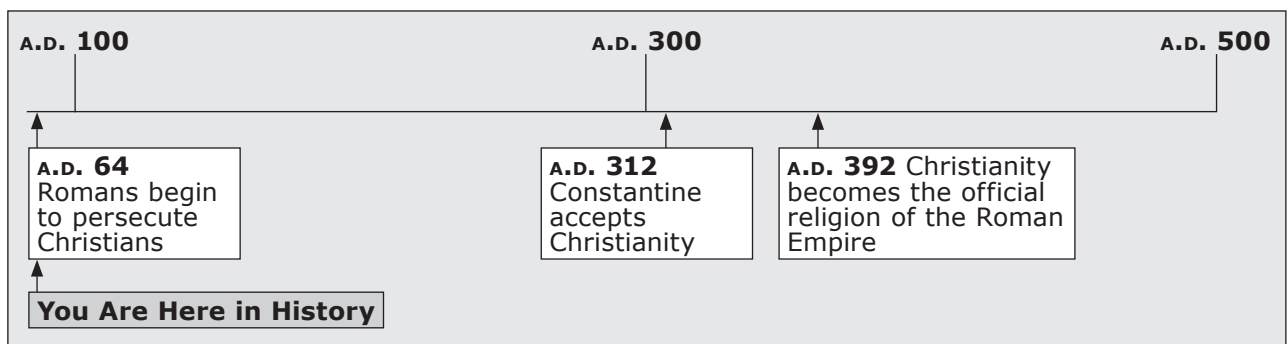 A.D. 100
A.D. 300
A.D. 500
A.D. 64
Romans begin
to persecute
Christians
A.D. 312
Constantine
accepts
Christianity
A.D. 392 Christianity
becomes the official
religion of the Roman
Empire
You Are Here in History